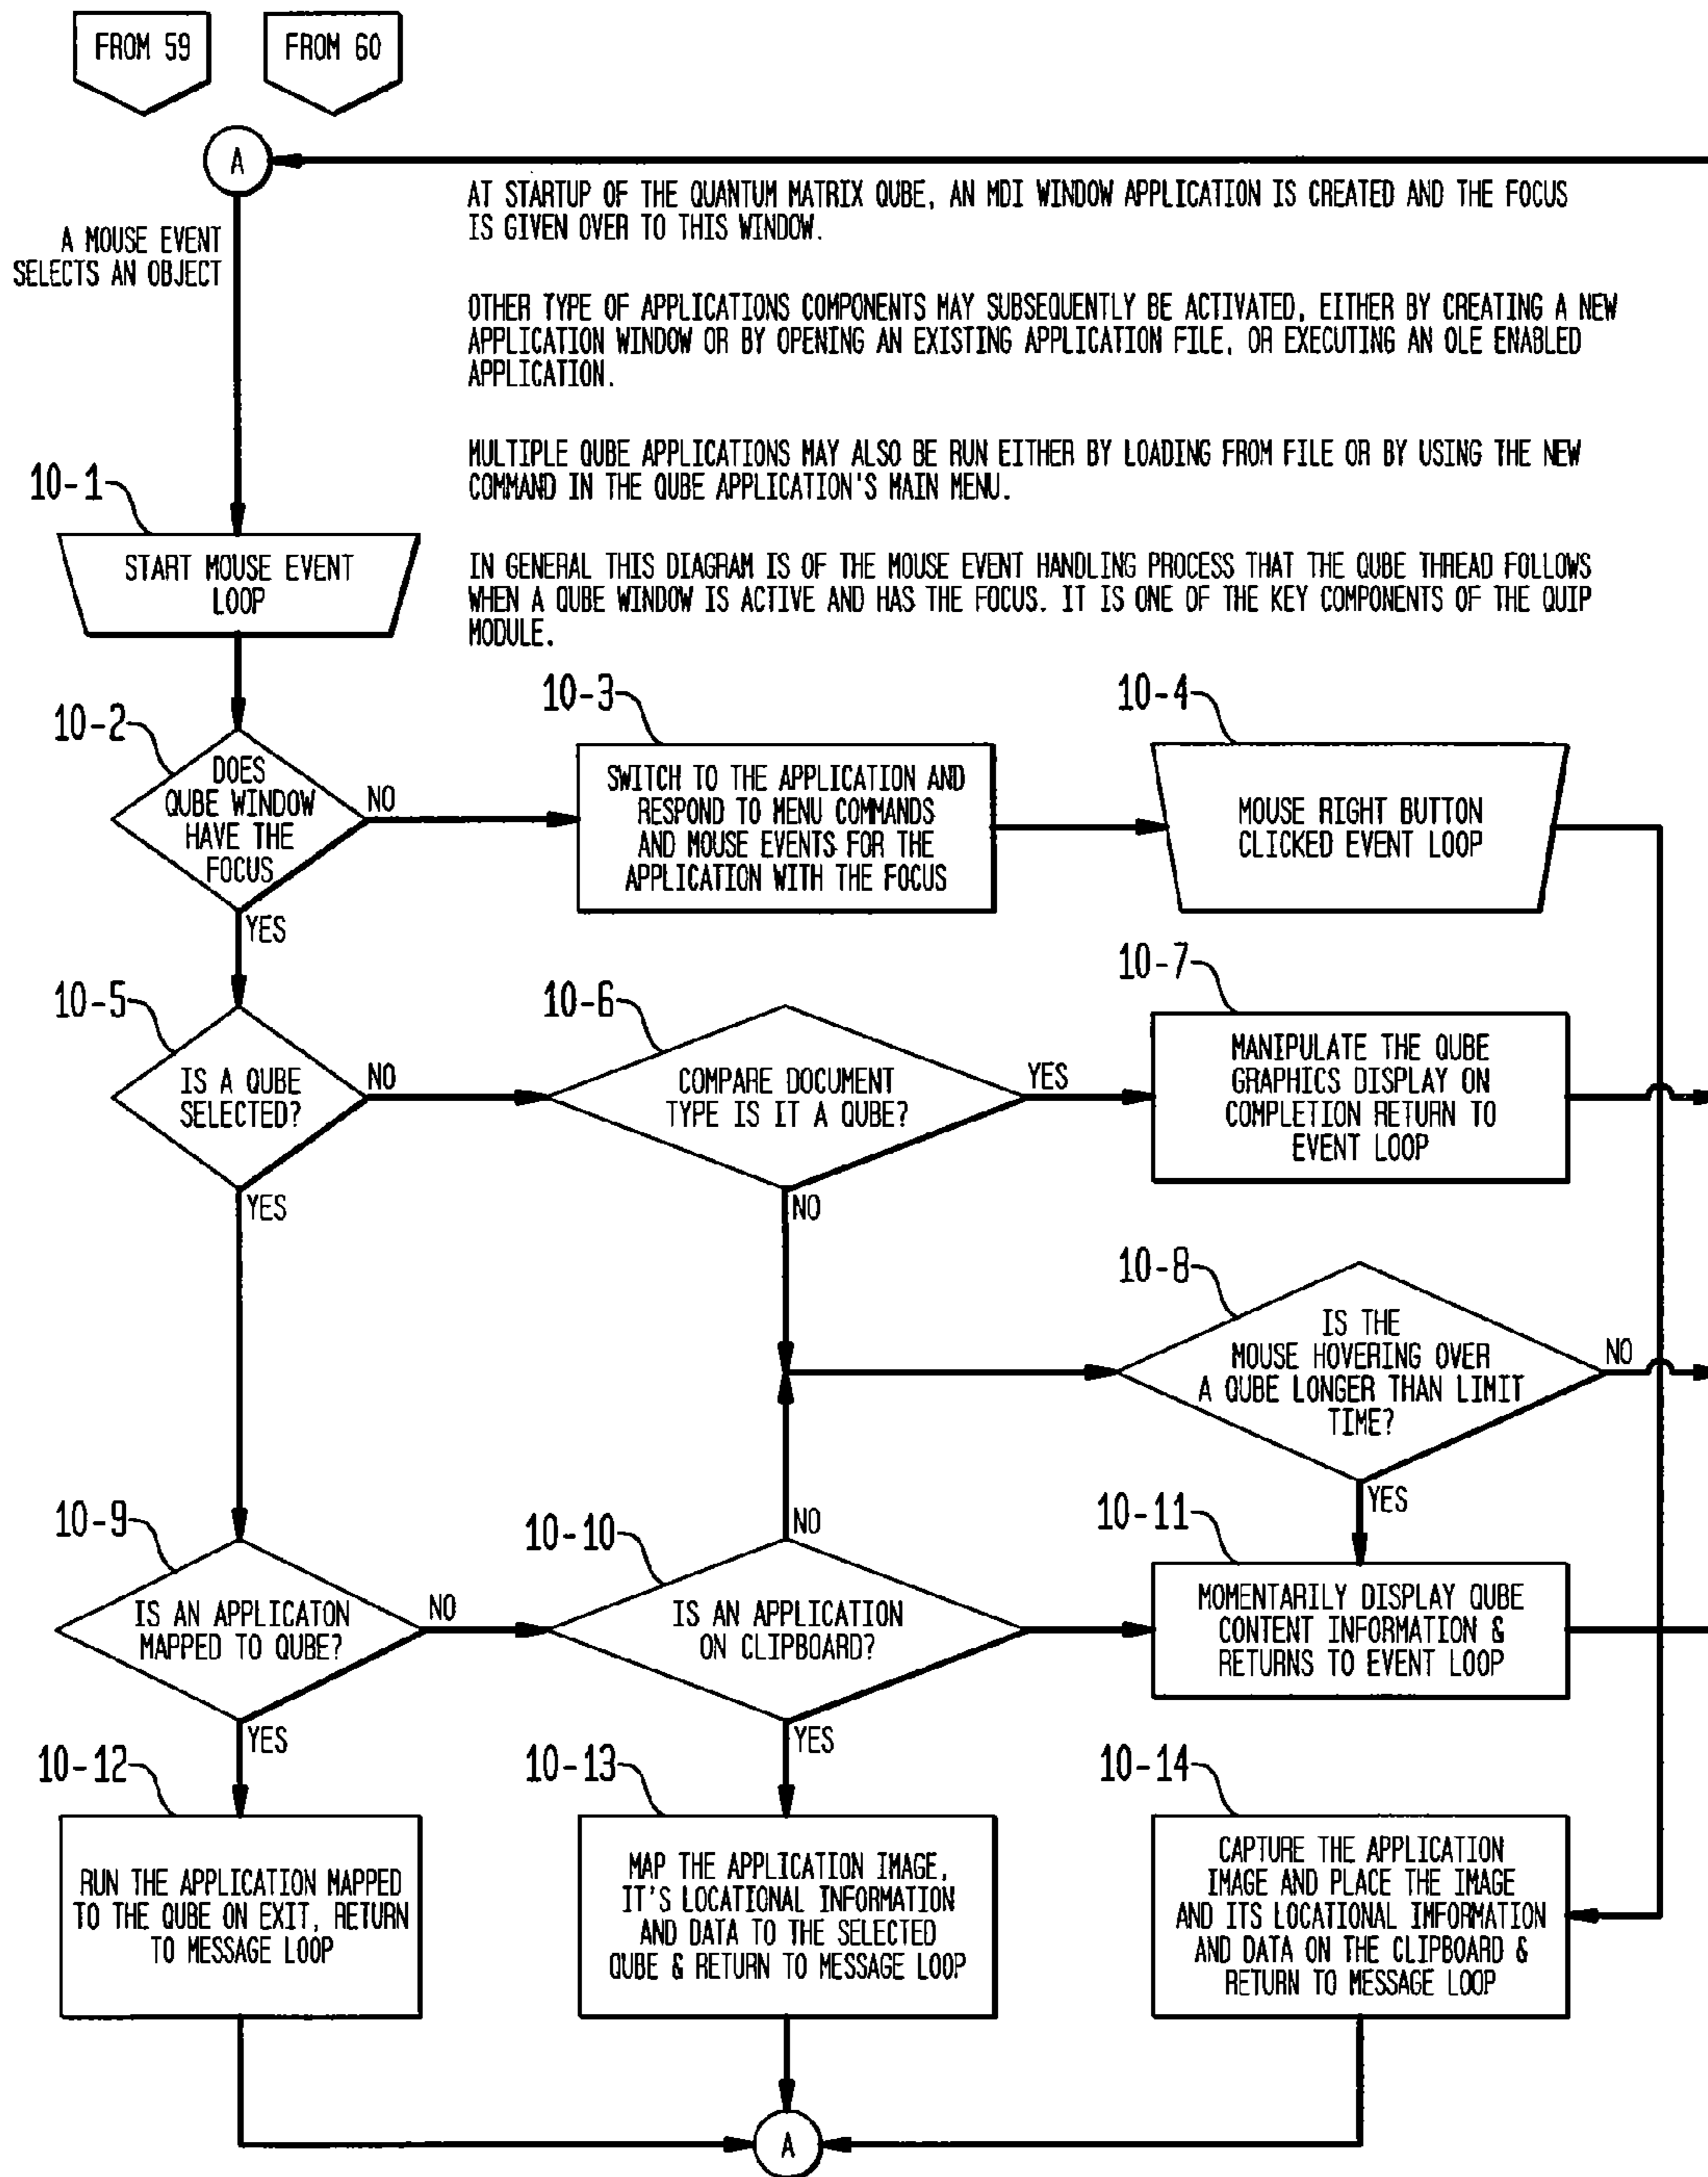 FROM 59
FROM 60
A
A MOUSE EVENT
SELECTS AN OBJECT
AT STARTUP OF THE QUANTUM MATRIX QUBE, AN MDI WINDOW APPLICATION IS CREATED AND THE FOCUS
IS GIVEN OVER TO THIS WINDOW.
OTHER TYPE OF APPLICATIONS COMPONENTS MAY SUBSEQUENTLY BE ACTIVATED, EITHER BY CREATING A NEW
APPLICATION WINDOW OR BY OPENING AN EXISTING APPLICATION FILE, OR EXECUTING AN OLE ENABLED
APPLICATION.
MULTIPLE QUBE APPLICATIONS MAY ALSO BE RUN EITHER BY LOADING FROM FILE OR BY USING THE NEW
COMMAND IN THE QUBE APPLICATION'S MAIN MENU.
IN GENERAL THIS DIAGRAM IS OF THE MOUSE EVENT HANDLING PROCESS THAT THE QUBE THREAD FOLLOWS
WHEN A QUBE WINDOW IS ACTIVE AND HAS THE FOCUS. IT IS ONE OF THE KEY COMPONENTS OF THE QUIP
MODULE.
10-1
START MOUSE EVENT
LOOP
10-2
DOES
QUBE WINDOW
HAVE THE
FOCUS
NO
YES
10-3
SWITCH TO THE APPLICATION AND
RESPOND TO MENU COMMANDS
AND MOUSE EVENTS FOR THE
APPLICATION WITH THE FOCUS
10-4
MOUSE RIGHT BUTTON
CLICKED EVENT LOOP
10-5
IS A QUBE
SELECTED?
NO
YES
10-6
COMPARE DOCUMENT
TYPE IS IT A QUBE?
YES
NO
10-7
MANIPULATE THE QUBE
GRAPHICS DISPLAY ON
COMPLETION RETURN TO
EVENT LOOP
10-8
IS THE
MOUSE HOVERING OVER
A QUBE LONGER THAN LIMIT
TIME?
NO
YES
10-9
IS AN APPLICATON
MAPPED TO QUBE?
NO
YES
10-10
NO
IS AN APPLICATION
ON CLIPBOARD?
YES
10-11
MOMENTARILY DISPLAY QUBE
CONTENT INFORMATION &
RETURNS TO EVENT LOOP
10-12
RUN THE APPLICATION MAPPED
TO THE QUBE ON EXIT, RETURN
TO MESSAGE LOOP
10-13
MAP THE APPLICATION IMAGE,
IT'S LOCATIONAL INFORMATION
AND DATA TO THE SELECTED
QUBE & RETURN TO MESSAGE LOOP
10-14
CAPTURE THE APPLICATION
IMAGE AND PLACE THE IMAGE
AND ITS LOCATIONAL IMFORMATION
AND DATA ON THE CLIPBOARD &
RETURN TO MESSAGE LOOP
A